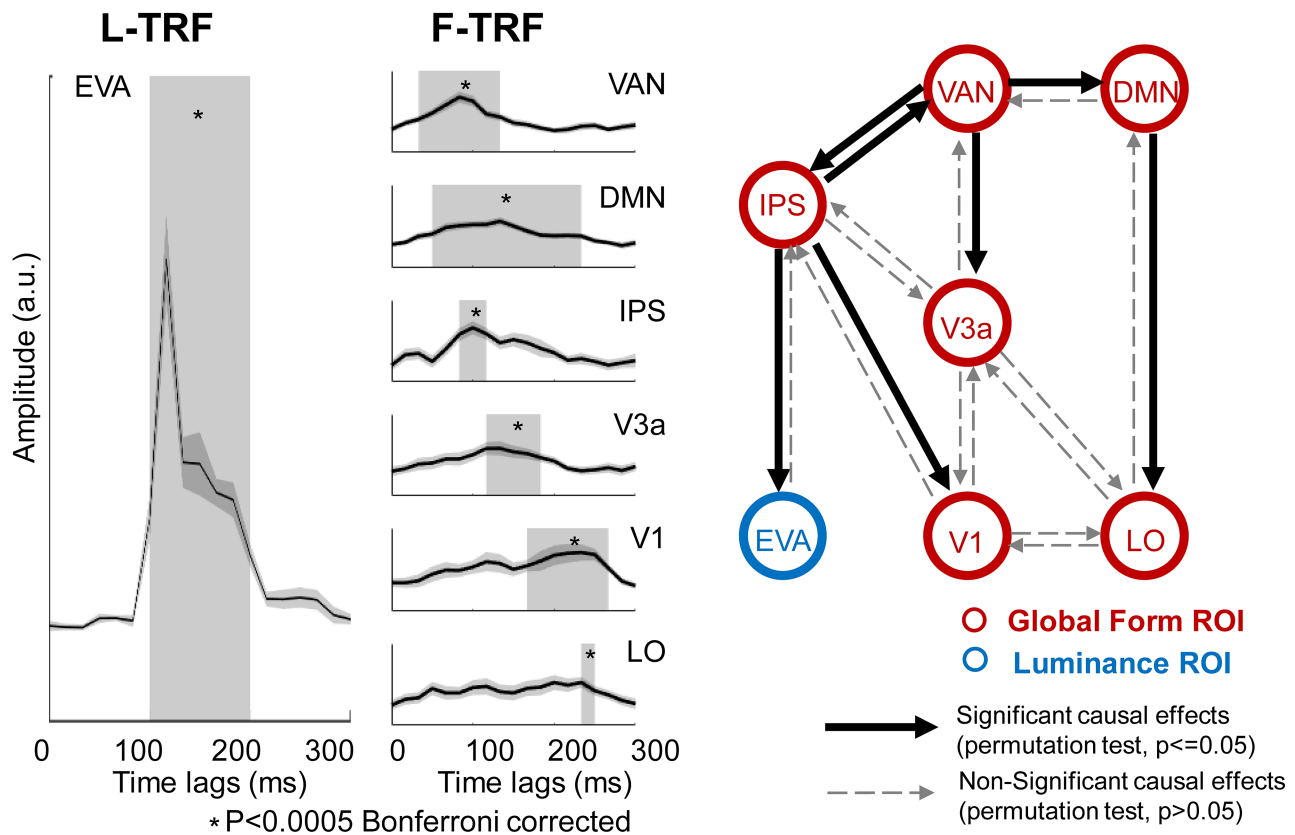 L-TRF
F-TRF
EVA
*
Amplitude (a.u.)
0 100 200 300
Time lags (ms)
VAN
*
DMN
*
IPS
*
V3a
*
V1
*
LO
*
0 100 200 300
Time lags (ms)
*P<0.0005 Bonferroni corrected
VAN
DMN
IPS
V3a
EVA
V1
LO
Global Form ROI
Luminance ROI
Significant causal effects
(permutation test, p<=0.05)
Non-Significant causal effects
(permutation test, p>0.05)